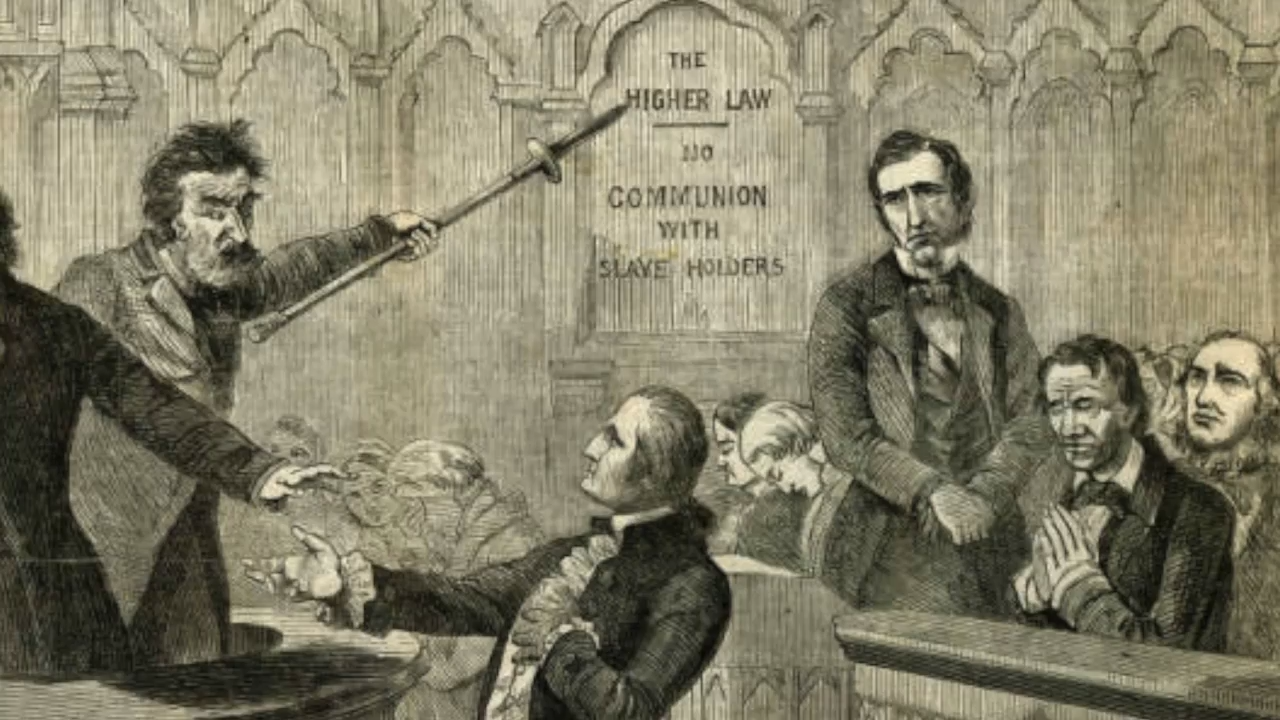 THE
HIGHER LAW
NO
COMMUNION
WITH
SLAVE HOLDERS